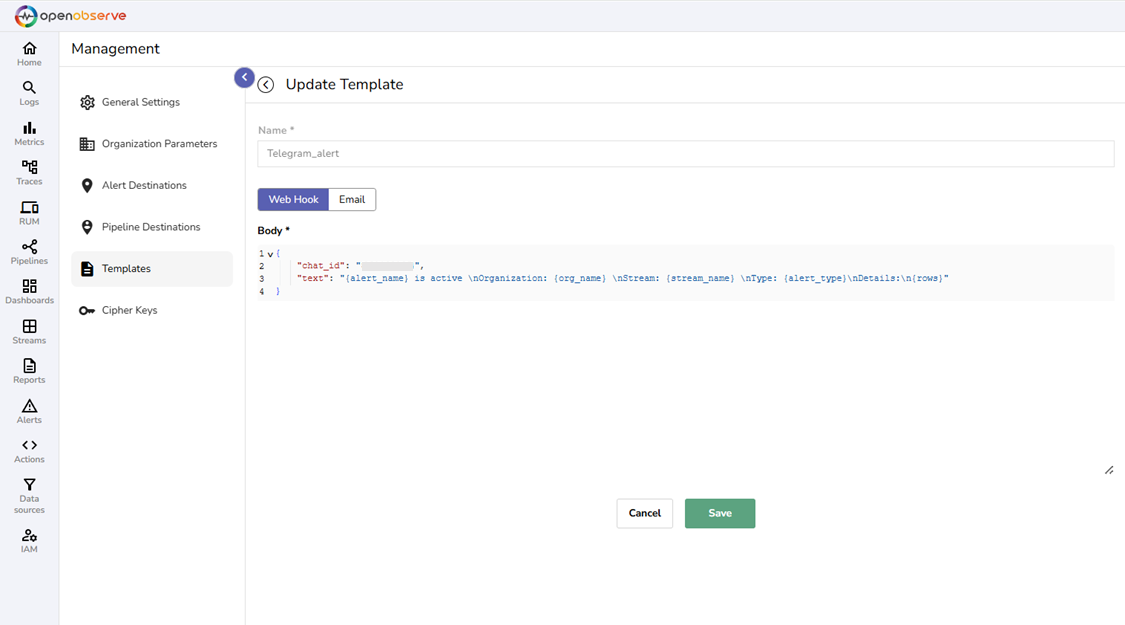 openobserve
Management
Home
Logs
Metrics
Traces
RUM
Pipelines
Dashboards
Streams
Reports
Alerts
Actions
Data
sources
IAM
General Settings
Organization Parameters
Alert Destinations
Pipeline Destinations
Templates
Cipher Keys
Update Template
Name *
Telegram_alert
Web Hook Email
Body *
1 {
2 "chat_id": "",
3 "text": "{alert_name} is active \nOrganization: {org_name} \nStream: {stream_name} \nType: {alert_type}\nDetails:\n{rows}"
4 }
Cancel Save